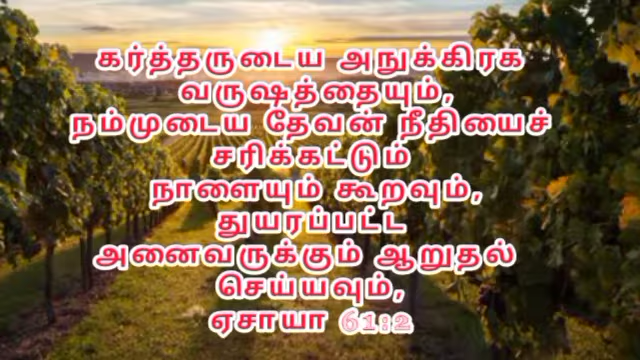 கர்த்தருடைய அநுக்கிரக
வருஷத்தையும்,
நம்முடைய தேவன் நீதியைச்
சரிக்கட்டும்
நாளையும் கூறவும்,
துயரப்பட்ட
அனைவருக்கும் ஆறுதல்
செய்யவும்,
ஏசாயா 61:2